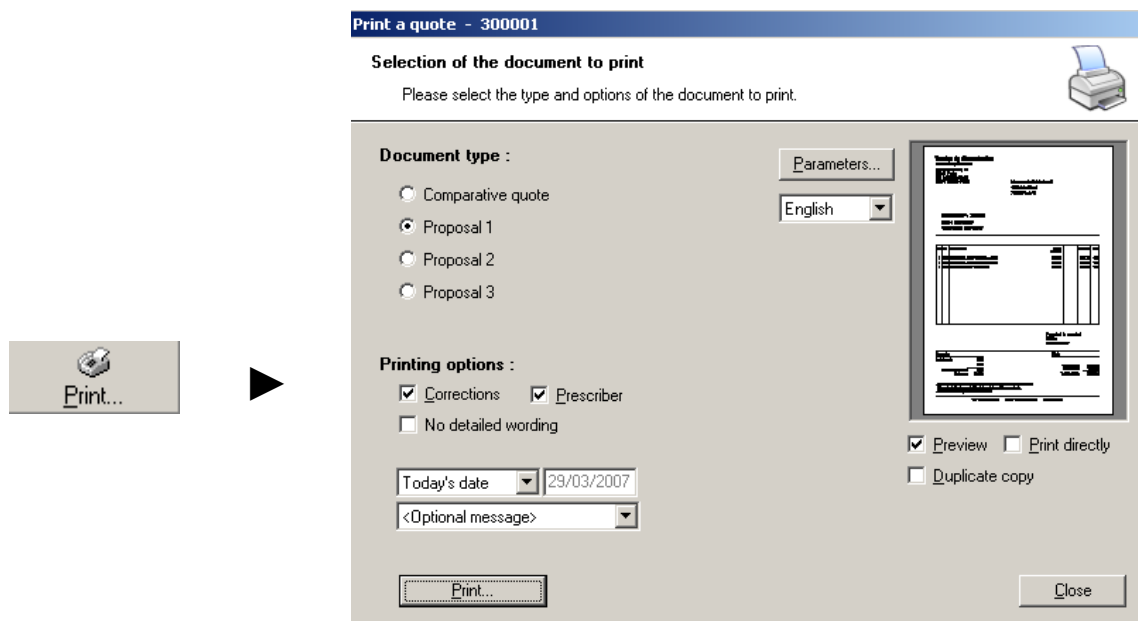 Print a quote - 300001
Selection of the document to print
Please select the type and options of the document to print.
Document type :
Parameters...
Comparative quote
English
Proposal 1
Proposal 2
Proposal 3
Print...
Printing options :
Corrections
Prescriber
No detailed wording
Preview
Print directly
Duplicate copy
Today's date
29/03/2007
<Optional message>
Print...
Close